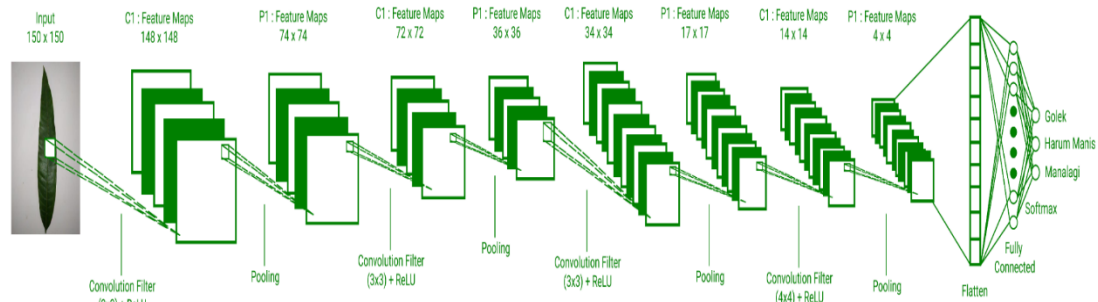 Input
150 x 150
C1 : Feature Maps
148 x 148
P1 : Feature Maps
74 x 74
C1 : Feature Maps
72 x 72
P1 : Feature Maps
36 x 36
C1 : Feature Maps
34 x 34
P1 : Feature Maps
17 x 17
C1 : Feature Maps
14 x 14
P1 : Feature Maps
4 x 4
Golek
Harum Manis
Manalagi
Softmax
Fully
Connected
Flatten
Convolution Filter
+ ReLU
Pooling
Convolution Filter
(3x3) + ReLU
Pooling
Convolution Filter
(3x3) + ReLU
Pooling
Convolution Filter
(4x4) + ReLU
Pooling